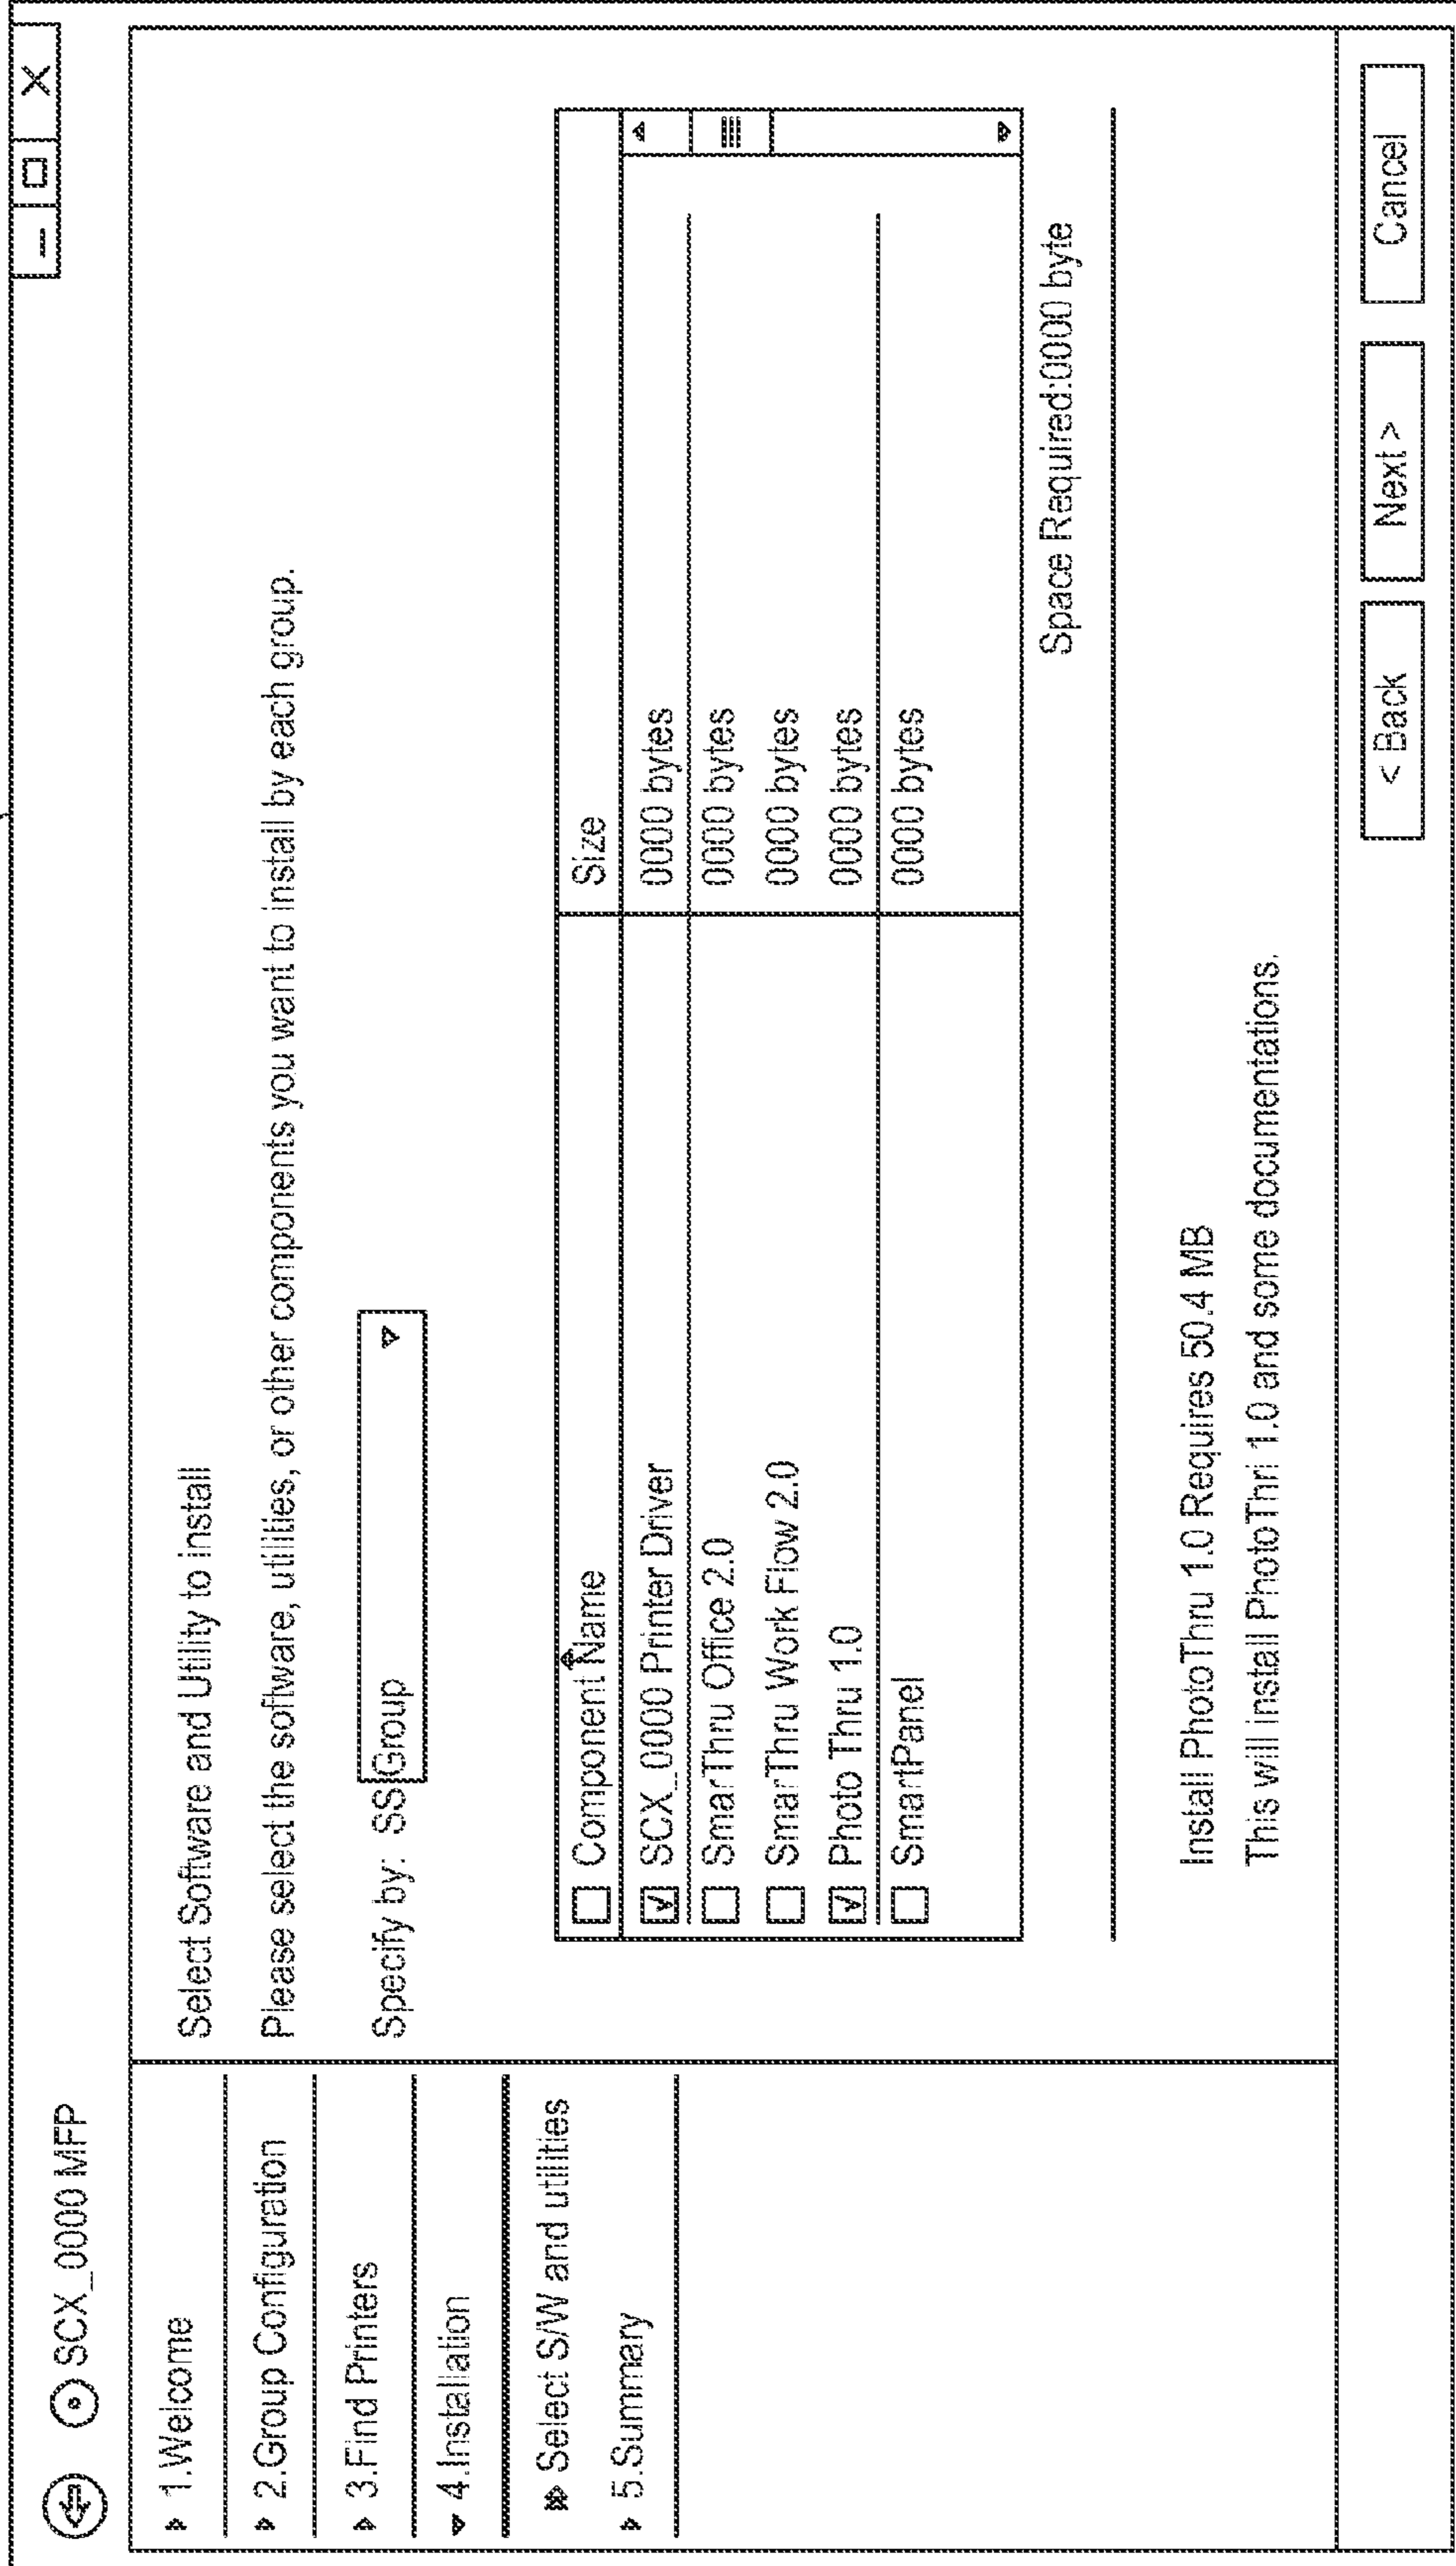 SCX_0000 MFP
1.Welcome
2.Group Configuration
3.Find Printers
4.Installation
Select S/W and utilities
5.Summary
Select Software and Utility to install
Please select the software, utilities, or other components you want to install by each group.
Specify by: SS Group
Component Name Size
SCX_0000 Printer Driver 0000 bytes
SmarThru Office 2.0 0000 bytes
SmarThru Work Flow 2.0 0000 bytes
Photo Thru 1.0 0000 bytes
SmartPanel 0000 bytes
Space Required:0000 byte
Install PhotoThru 1.0 Requires 50.4 MB
This will install PhotoThri 1.0 and some documentations.
< Back Next > Cancel